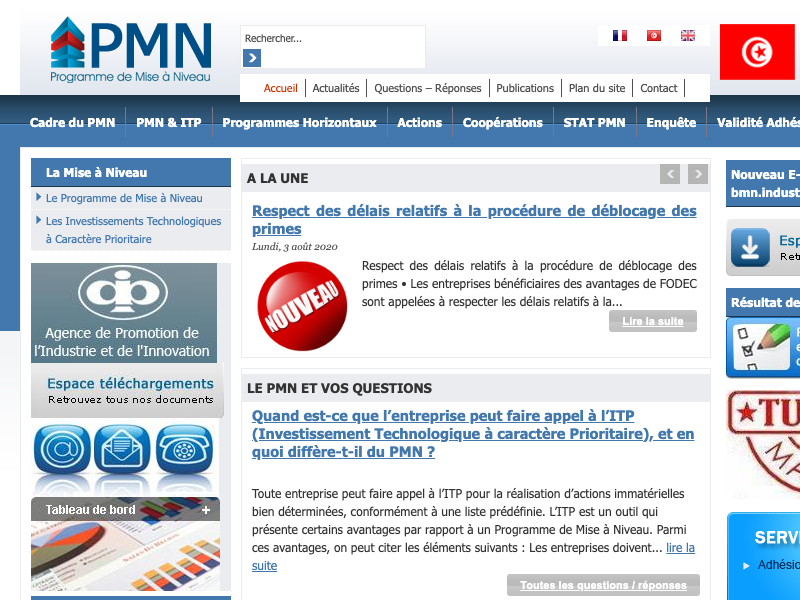 PMN
Programme de Mise à Niveau
Rechercher...
Accueil
Actualités
Questions – Réponses
Publications
Plan du site
Contact
Cadre du PMN
PMN & ITP
Programmes Horizontaux
Actions
Coopérations
STAT PMN
Enquête
Validité Adhés
La Mise à Niveau
Le Programme de Mise à Niveau
Les Investissements Technologiques
à Caractère Prioritaire
Agence de Promotion de
l'Industrie et de l'Innovation
Espace téléchargements
Retrouvez tous nos documents
Tableau de bord
+
A LA UNE
Respect des délais relatifs à la procédure de déblocage des
primes
Lundi, 3 août 2020
NOUVEAU
Respect des délais relatifs à la procédure de déblocage des
primes • Les entreprises bénéficiaires des avantages de FODEC
sont appelées à respecter les délais relatifs à la...
Lire la suite
LE PMN ET VOS QUESTIONS
Quand est-ce que l'entreprise peut faire appel à l'ITP
(Investissement Technologique à caractère Prioritaire), et en
quoi diffère-t-il du PMN ?
Toute entreprise peut faire appel à l'ITP pour la réalisation d'actions immatérielles
bien déterminées, conformément à une liste prédéfinie. L'ITP est un outil qui
présente certains avantages par rapport à un Programme de Mise à Niveau. Parmi
ces avantages, on peut citer les éléments suivants : Les entreprises doivent... lire la
suite
Toutes les questions / réponses
Nouveau E-
bmn.indust
Esp
Retr
Résultat de
TU
MA
SERV
Adhésio